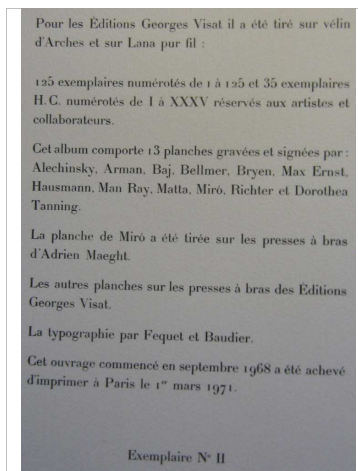 Pour les Éditions Georges Visat il a été tiré sur vélin
d'Arches et sur Lana pur fil :
125 exemplaires numérotés de 1 à 125 et 35 exemplaires
H.C. numérotés de I à XXXV réservés aux artistes et
collaborateurs.
Cet album comporte 13 planches gravées et signées par :
Alechinsky, Arman, Baj, Bellmer, Bryen, Max Ernst,
Hausmann, Man Ray, Matta, Miró, Richter et Dorothea
Tanning.
La planche de Miró a été tirée sur les presses à bras
d'Adrien Maeght.
Les autres planches sur les presses à bras des Éditions
Georges Visat.
La typographie par Fequet et Baudier.
Cet ouvrage commencé en septembre 1968 a été achevé
d'imprimer à Paris le 1er mars 1971.
Exemplaire N° II